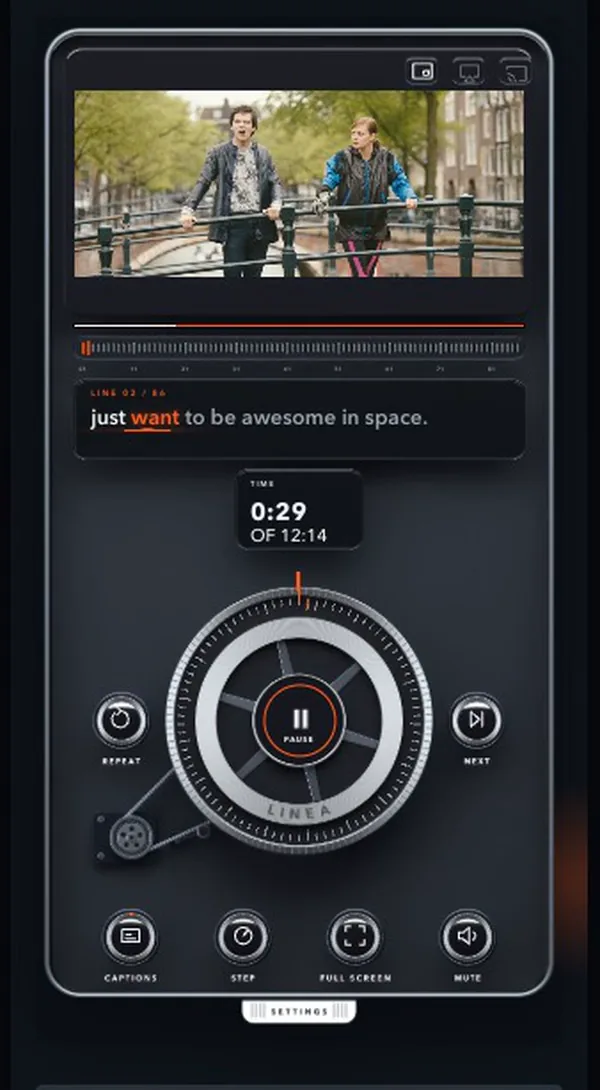 LINE 02 / 86
just want to be awesome in space.
TIME
0:29
OF 12:14
PAUSE
REPEAT
NEXT
LINEA
CAPTIONS
STEP
FULL SCREEN
MUTE
SETTINGS